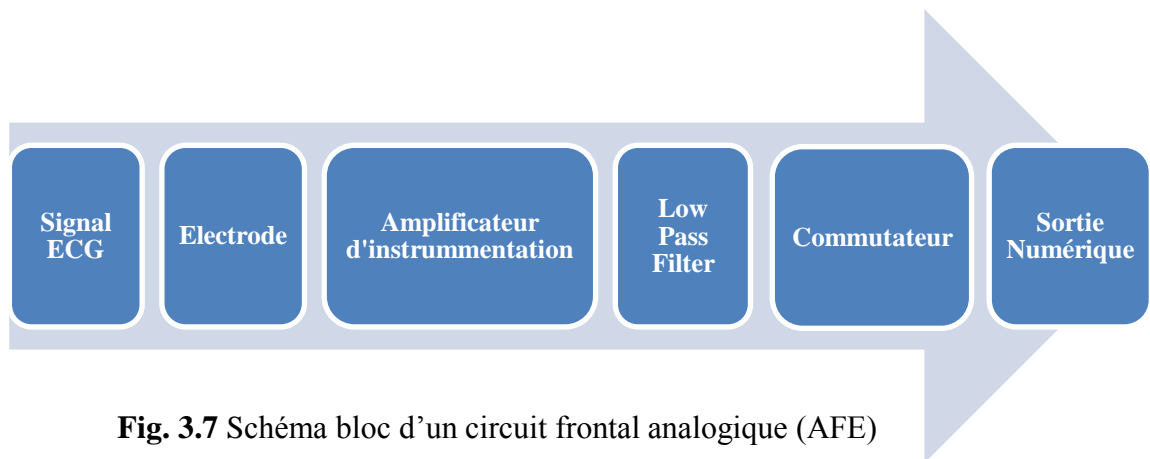 Signal
ECG
Electrode
Amplificateur
d'instrummentation
Low
Pass
Filter
Commutateur
Sortie
Numérique
Fig. 3.7 Schéma bloc d’un circuit frontal analogique (AFE)